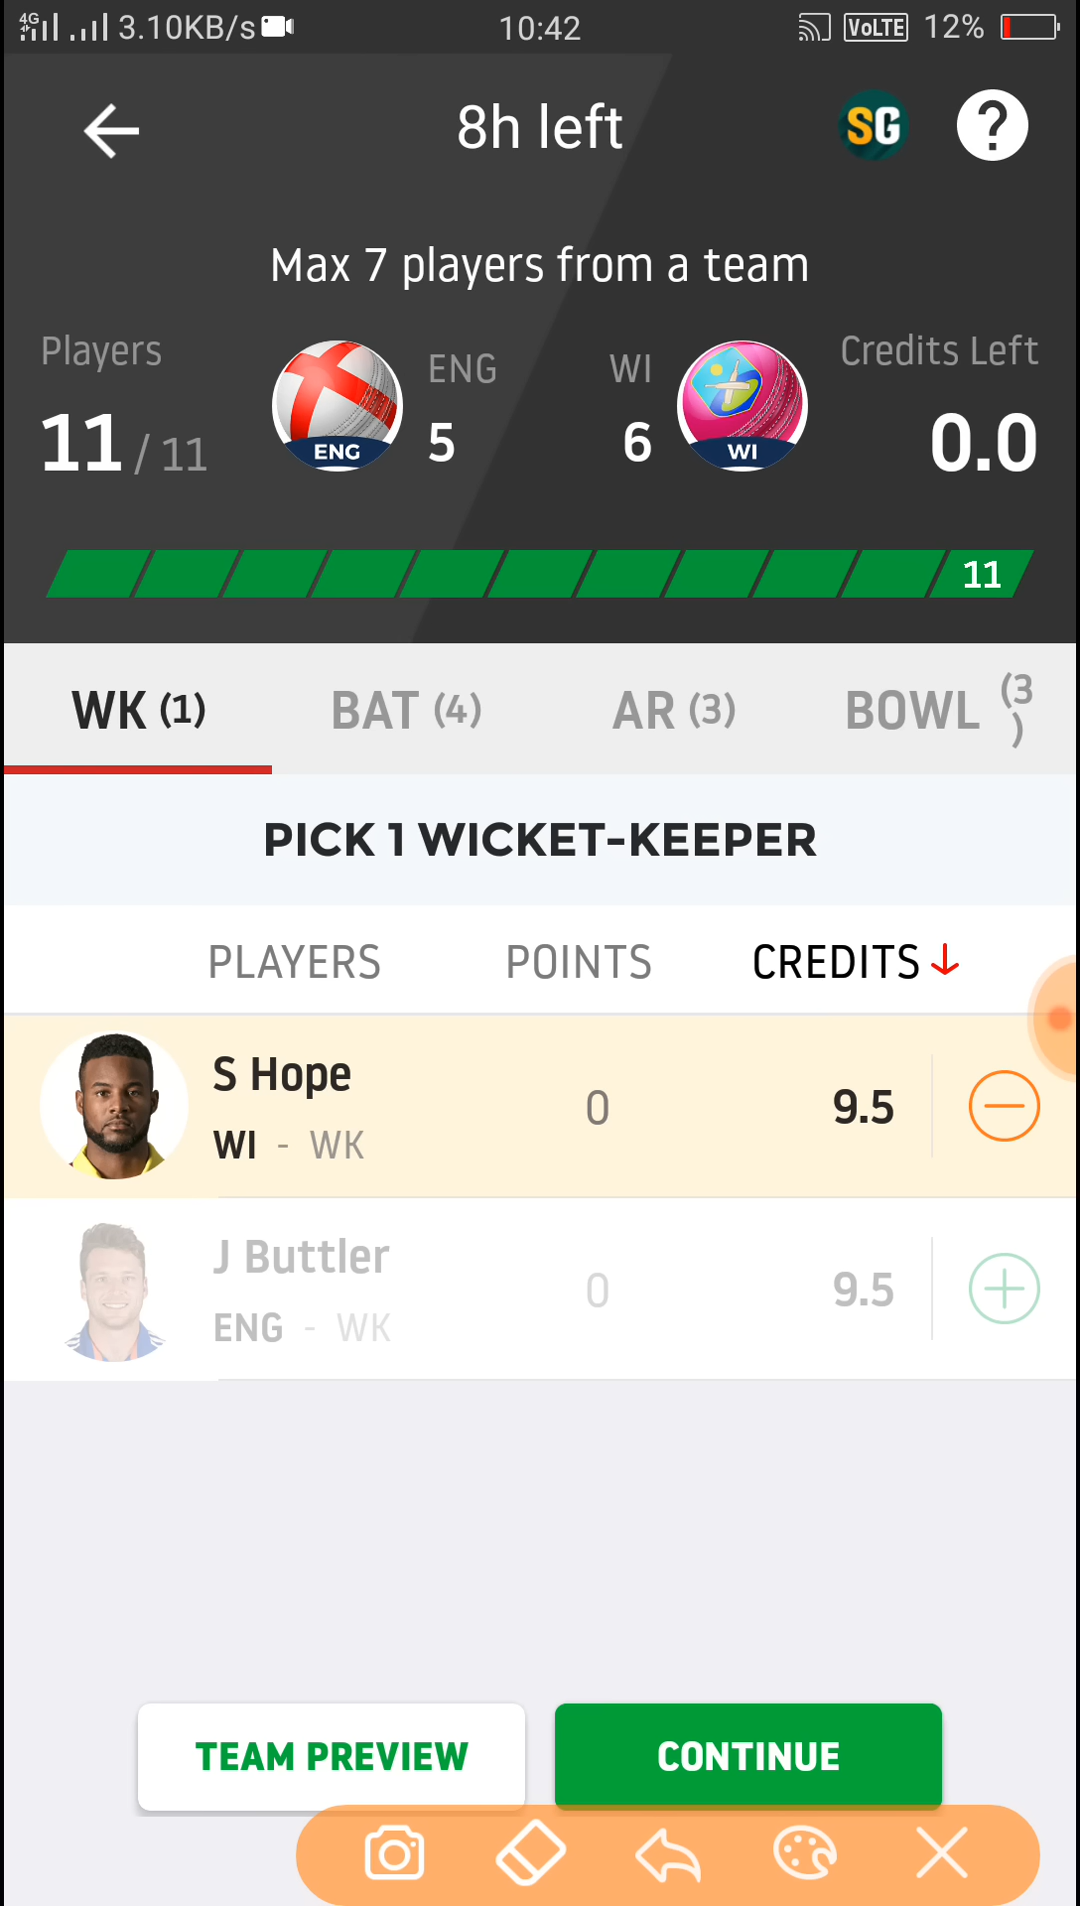 4G 3.10KB/s 10:42 VoLTE 12%
8h left SG ?
Max 7 players from a team
Players ENG WI Credits Left
11 / 11 5 6 0.0
ENG WI
11
WK (1) BAT (4) AR (3) BOWL (3)
PICK 1 WICKET-KEEPER
PLAYERS POINTS CREDITS
S Hope 0 9.5
WI - WK
J Buttler 0 9.5
ENG - WK
TEAM PREVIEW CONTINUE